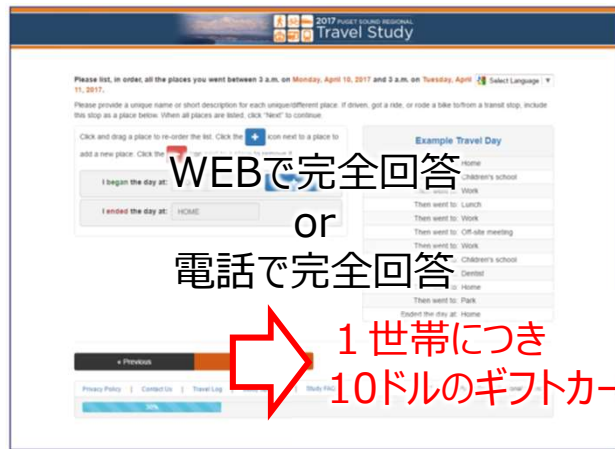 2017 PUGET SOUND REGIONAL
Travel Study
Please list, in order, all the places you went between 3 a.m. on Monday, April 10, 2017 and 3 a.m. on Tuesday, April
11, 2017.
Select Language ▼
Please provide a unique name or short description for each unique/different place. If driven, got a ride, or rode a bike to/from a transit stop, include
this stop as a place below. When all places are listed, click "Next" to continue.
Click and drag a place to re-order the list. Click the + icon next to a place to
add a new place. Click the
Example Travel Day
Home
Children's school
Work
Then went to: Lunch
Then went to: Work
Then went to: Off-site meeting
Then went to: Work
Children's school
Dentist
Home
Then went to: Park
Ended the day at: Home
I began the day at:
I ended the day at: HOME
WEBで完全回答
or
電話で完全回答
1世帯につき
10ドルのギフトカー
« Previous
Privacy Policy | Contact Us | Travel Log |
Study FAQ
30%